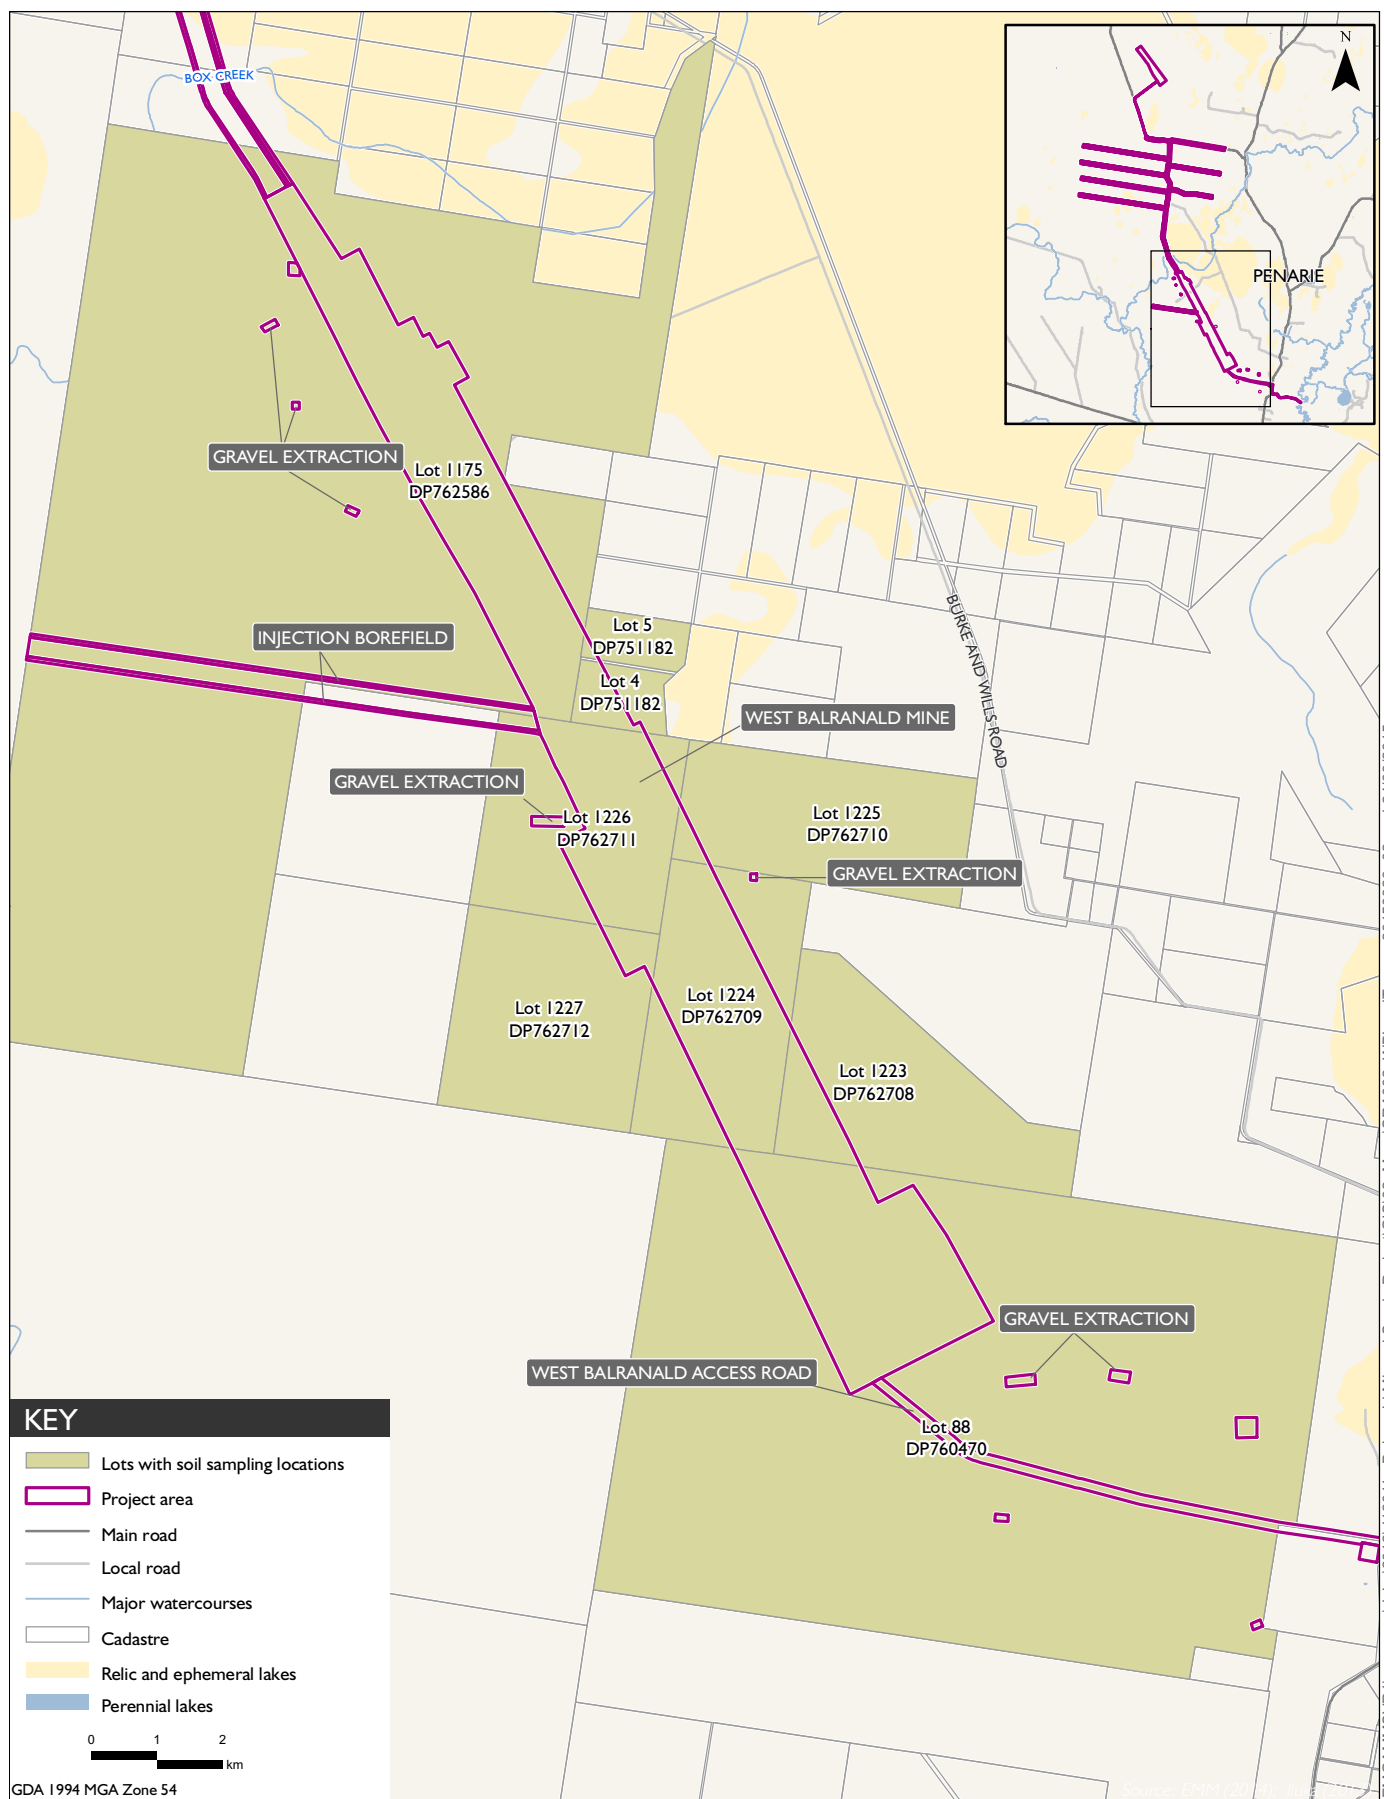 BOX CREEK
N
PENARIE
GRAVEL EXTRACTION
Lot 1175
DP762586
BURKE AND WILLS ROAD
INJECTION BOREFIELD
Lot 5
DP751182
Lot 4
DP751182
WEST BALRANALD MINE
GRAVEL EXTRACTION
Lot 1226
DP762711
Lot 1225
DP762710
GRAVEL EXTRACTION
Lot 1227
DP762712
Lot 1224
DP762709
Lot 1223
DP762708
GRAVEL EXTRACTION
WEST BALRANALD ACCESS ROAD
Lot 88
DP760470
KEY
Lots with soil sampling locations
Project area
Main road
Local road
Major watercourses
Cadastre
Relic and ephemeral lakes
Perennial lakes
0 1 2
km
GDA 1994 MGA Zone 54
Source: EMM